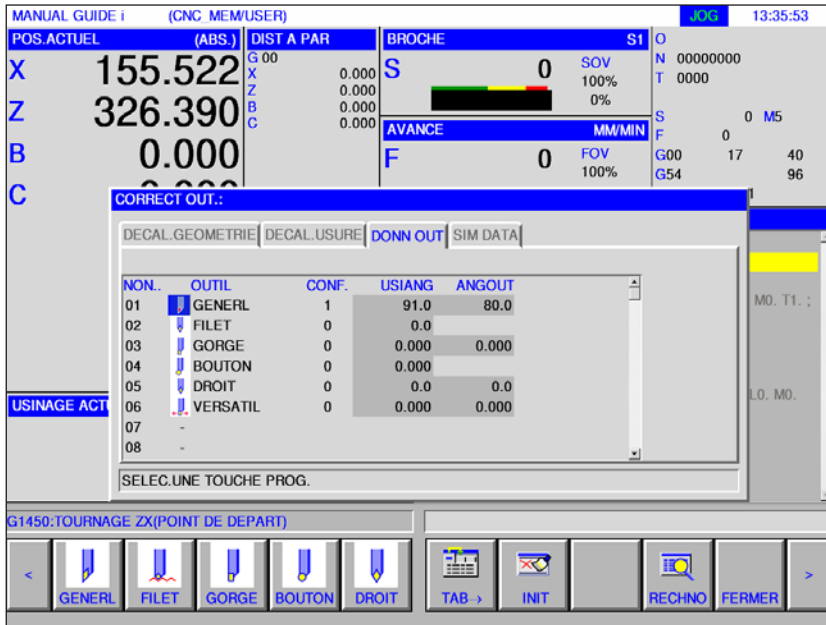 MANUAL GUIDE i (CNC_MEM/USER) JOG 13:35:53
POS.ACTUEL (ABS.)
X 155.522
Z 326.390
B 0.000
C
DIST A PAR
G 00
X 0.000
Z 0.000
B 0.000
C 0.000
BROCHE S1
S 0 SOV
100%
0%
AVANCE MM/MIN
F 0 FOV
100%
O
N 00000000
T 0000
S 0 M5
F 0
G00 17 40
G54 96
1
CORRECT OUT.:
DECAL.GEOMETRIE DECAL.USURE DONN OUT SIM DATA
NON.. OUTIL CONF. USIANG ANGOUT
01 GENERL 1 91.0 80.0
02 FILET 0 0.0
03 GORGE 0 0.000 0.000
04 BOUTON 0 0.000
05 DROIT 0 0.0 0.0
06 VERSATIL 0 0.000 0.000
07 -
08 -
SELEC.UNE TOUCHE PROG.
M0. T1. ;
L0. M0.
USINAGE ACT
G1450:TOURNAGE ZX(POINT DE DEPART)
< GENERL FILET GORGE BOUTON DROIT TAB→ INIT RECHNO FERMER >